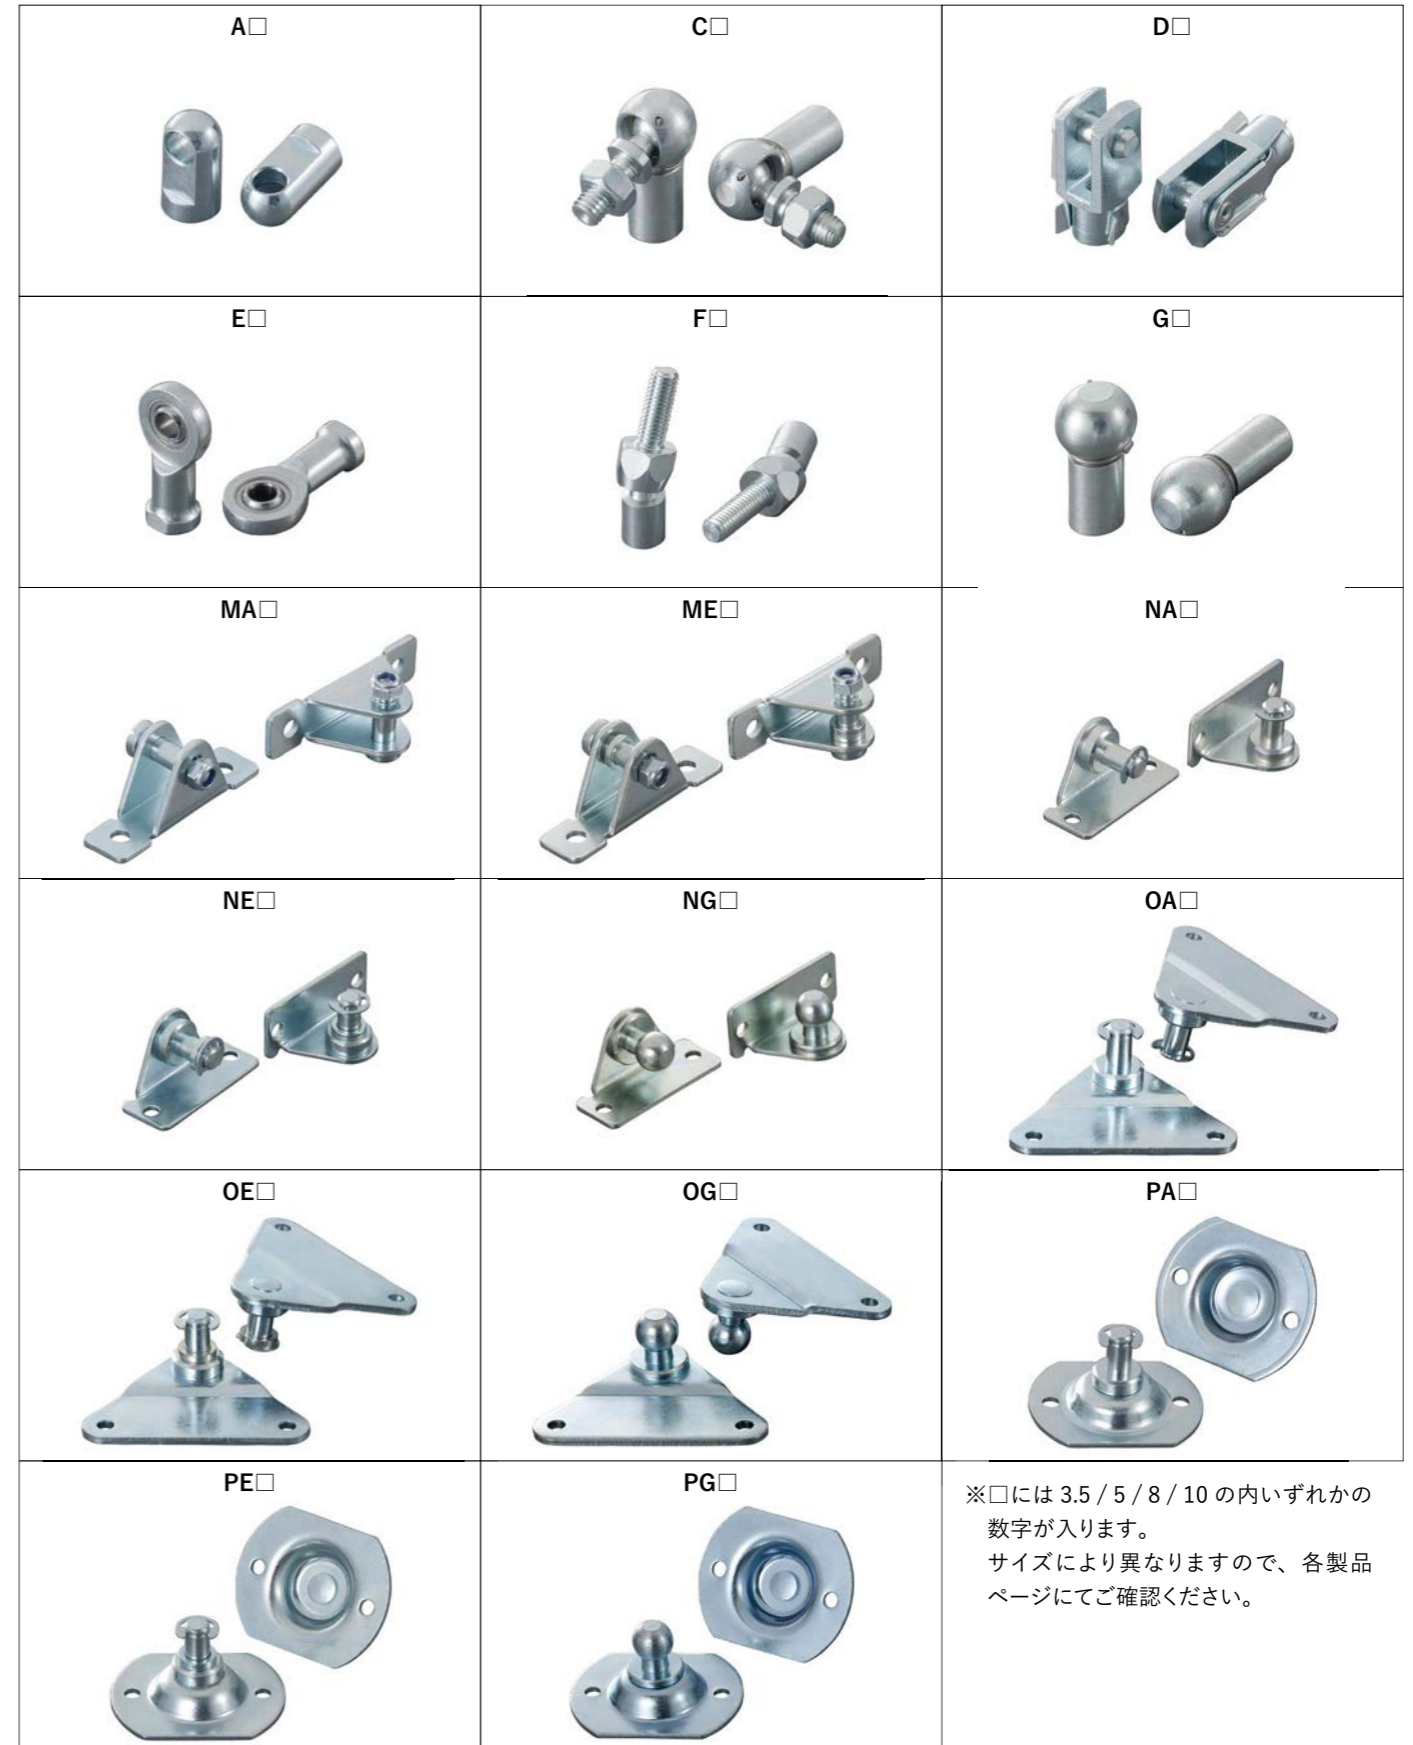 A□
C□
D□
E□
F□
G□
MA□
ME□
NA□
NE□
NG□
OA□
OE□
OG□
PA□
PE□
PG□
※□には 3.5 / 5 / 8 / 10 の内いずれかの
数字が入ります。
サイズにより異なりますので、各製品
ページにてご確認ください。